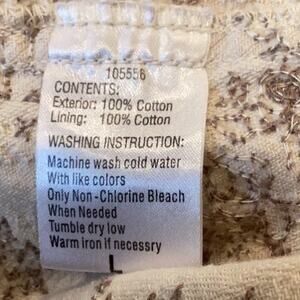 105556
CONTENTS:
Exterior: 100% Cotton
Lining: 100% Cotton
WASHING INSTRUCTION:
Machine wash cold water
With like colors
Only Non-Chlorine Bleach
When Needed
Tumble dry low
Warm iron if necessry
L